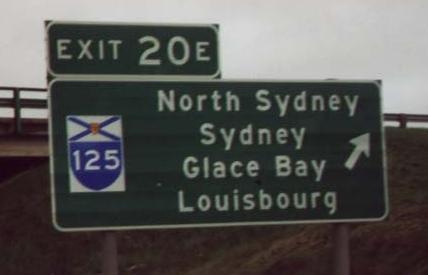 EXIT 20E
North Sydney
Sydney
125
Glace Bay
Louisbourg